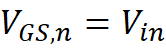 V_{GS,n} = V_{in}